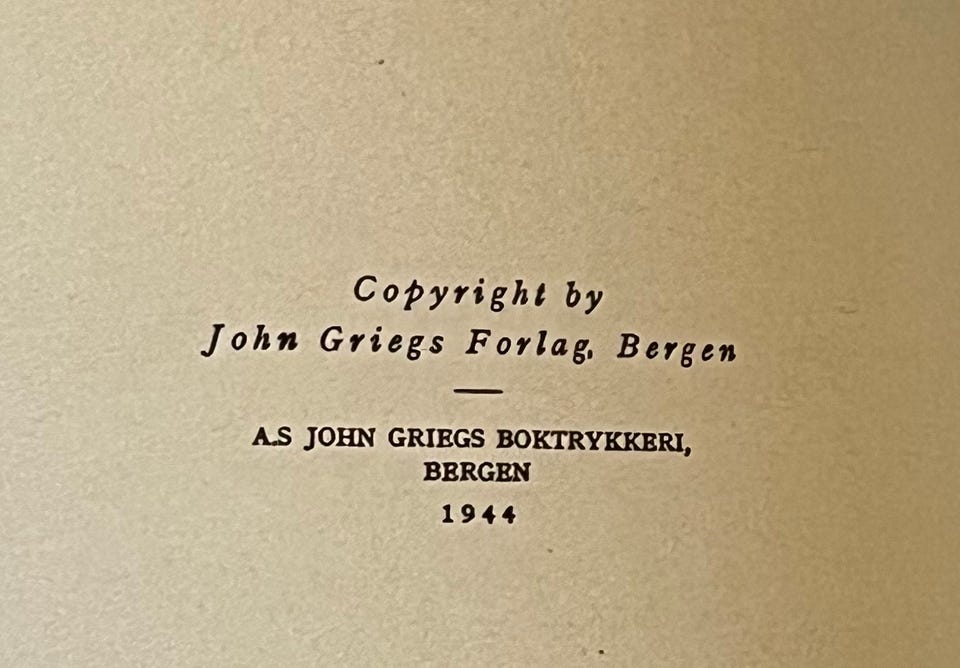 Copyright by
John Griegs Forlag, Bergen
A.S JOHN GRIEGS BOKTRYKKERI,
BERGEN
1944